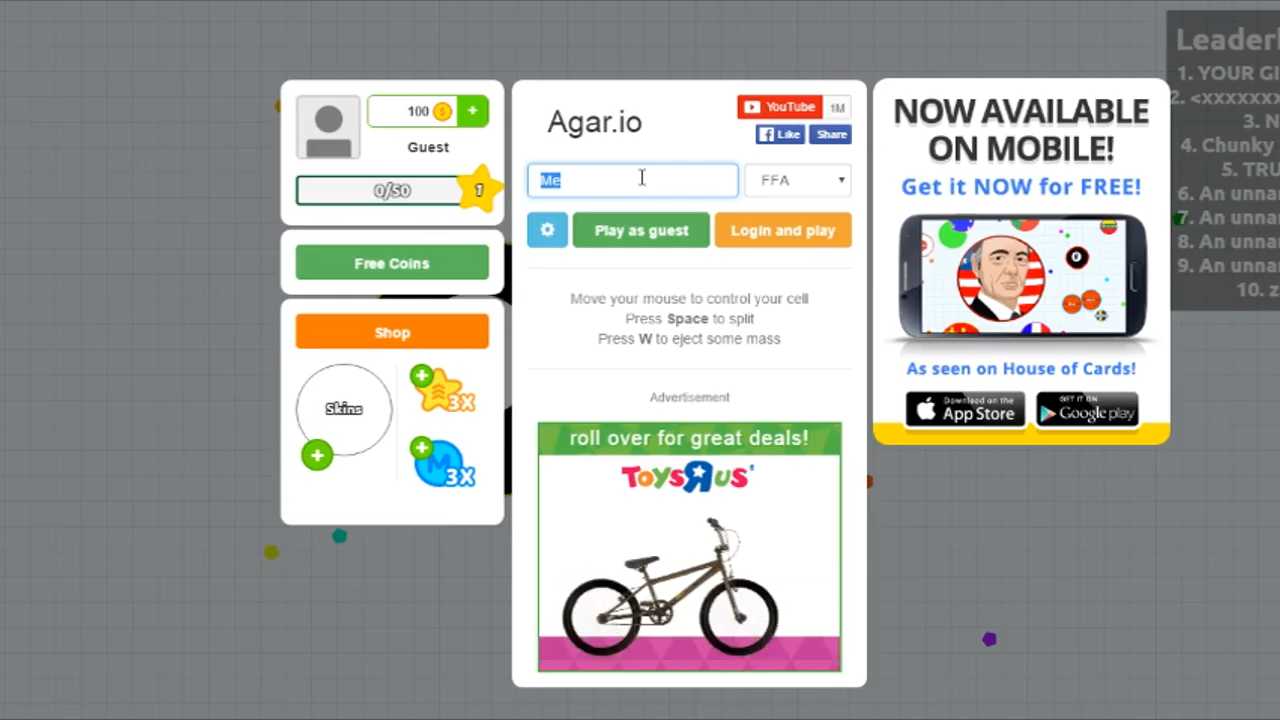 100
Guest
0/50
1
Free Coins
Shop
Skins
3X
M
3X
Agar.io
YouTube
1M
Like
Share
Me
FFA
Play as guest
Login and play
Move your mouse to control your cell
Press Space to split
Press W to eject some mass
Advertisement
roll over for great deals!
ToysRus
NOW AVAILABLE
ON MOBILE!
Get it NOW for FREE!
As seen on House of Cards!
Download on the
App Store
GET IT ON
Google play
1. YOUR
2. <xxxxxxx
3. N
4. Chunky
5. TRU
6. An unna
7. An unna
8. An unna
9. An unna
10. z